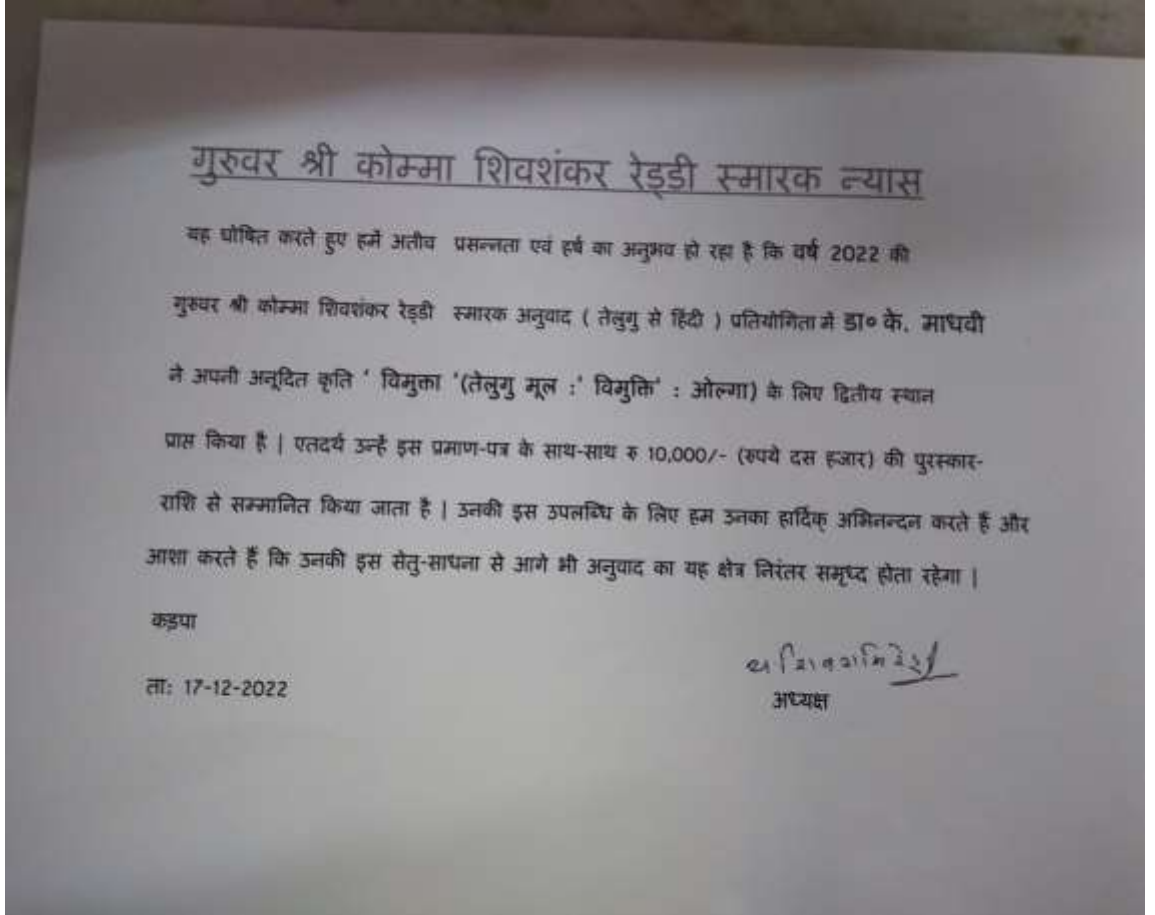 गुरुवर श्री कोम्मा शिवशंकर रेड्डी स्मारक न्यास
यह घोषित करते हुए हमें अतीव प्रसन्नता एवं हर्ष का अनुभव हो रहा है कि वर्ष 2022 की
गुरुवर श्री कोम्मा शिवशंकर रेड्डी स्मारक अनुवाद ( तेलुगु से हिंदी ) प्रतियोगिता में डा० के. माधवी
ने अपनी अनूदित कृति ' विमुक्ता '(तेलुगु मूल :' विमुक्ति' : ओल्गा) के लिए द्वितीय स्थान
प्राप्त किया है | एतदर्थ उन्हें इस प्रमाण-पत्र के साथ-साथ रु 10,000/- (रुपये दस हजार) की पुरस्कार-
राशि से सम्मानित किया जाता है | उनकी इस उपलब्धि के लिए हम उनका हार्दिक् अभिनन्दन करते हैं और
आशा करते हैं कि उनकी इस सेतु-साधना से आगे भी अनुवाद का यह क्षेत्र निरंतर समृध्द होता रहेगा |
कड़पा
ता: 17-12-2022
अध्यक्ष